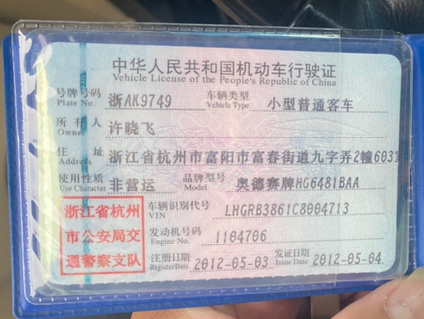 中华人民共和国机动车行驶证
Vehicle License of the People's Republic of China
号牌号码 Plate No. 浙AK9749 车辆类型 Vehicle Type 小型普通客车
所有人 Owner 许晓飞
住址 Address 浙江省杭州市富阳市富春街道九字弄2幢603室
使用性质 Use Character 非营运 品牌型号 Model 奥德赛牌HG6481BAA
浙江省杭州
市公安局交
通警察支队
车辆识别代号 VIN LHGRB3861C8004713
发动机号码 Engine No. 1104706
注册日期 Register Date 2012-05-03 发证日期 Issue Date 2012-05-04